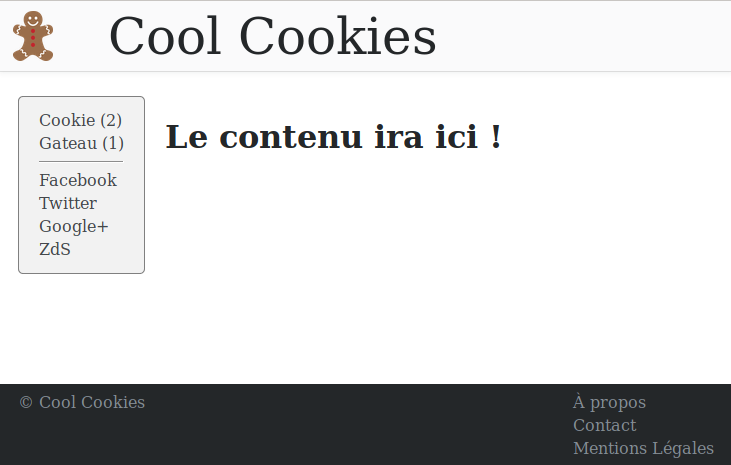 Cool Cookies
Cookie (2)
Gateau (1)
Facebook
Twitter
Google+
ZdS
Le contenu ira ici !
© Cool Cookies
À propos
Contact
Mentions Légales